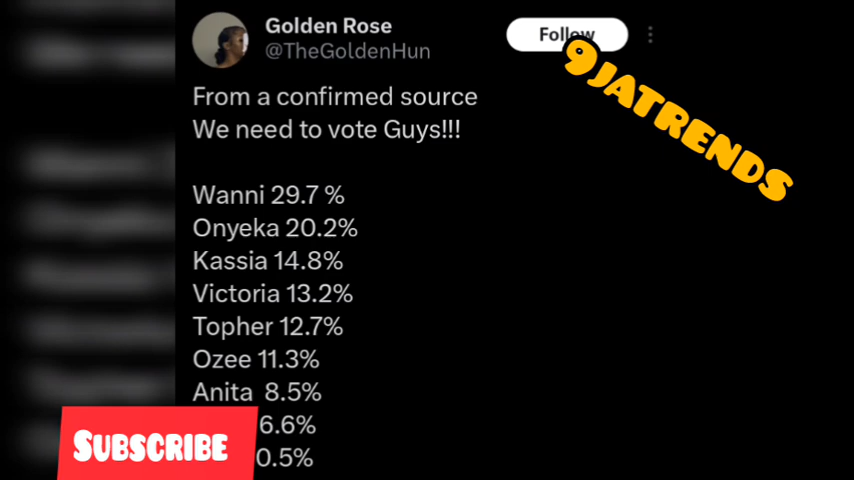 Golden Rose
@TheGoldenHun
Follow
9JATRENDS
From a confirmed source
We need to vote Guys!!!
Wanni 29.7 %
Onyeka 20.2%
Kassia 14.8%
Victoria 13.2%
Topher 12.7%
Ozee 11.3%
Anita 8.5%
6.6%
0.5%
SUBSCRIBE